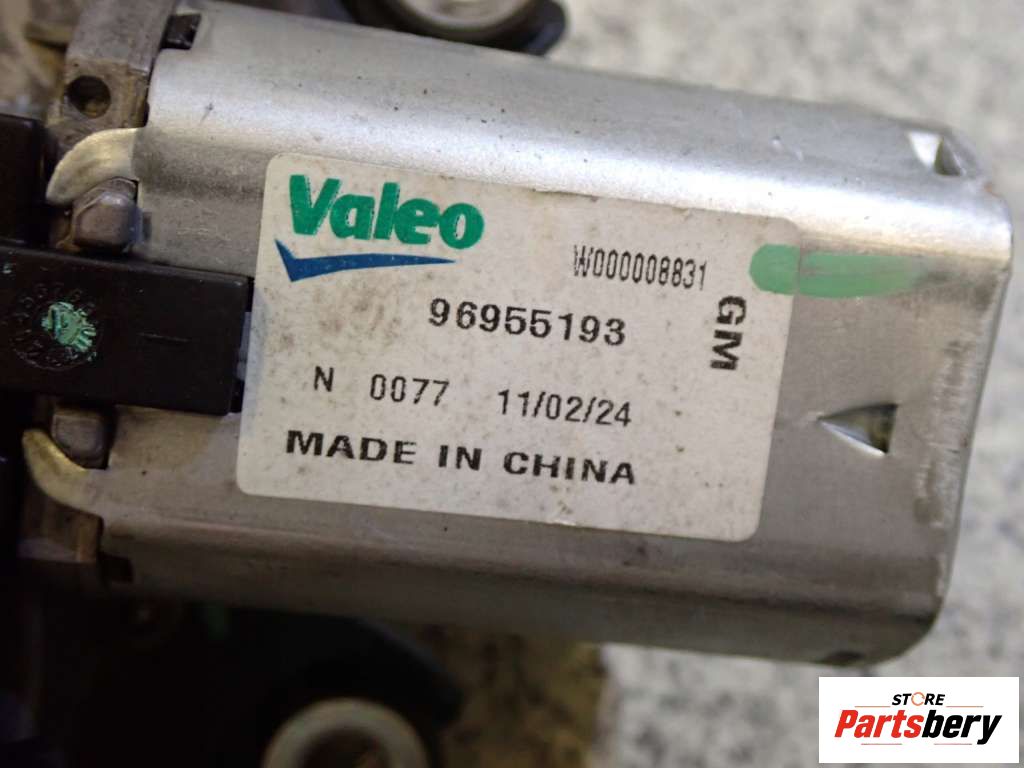 Valeo
W000008831
96955193
GM
N 0077 11/02/24
MADE IN CHINA
STORE
Partsbery